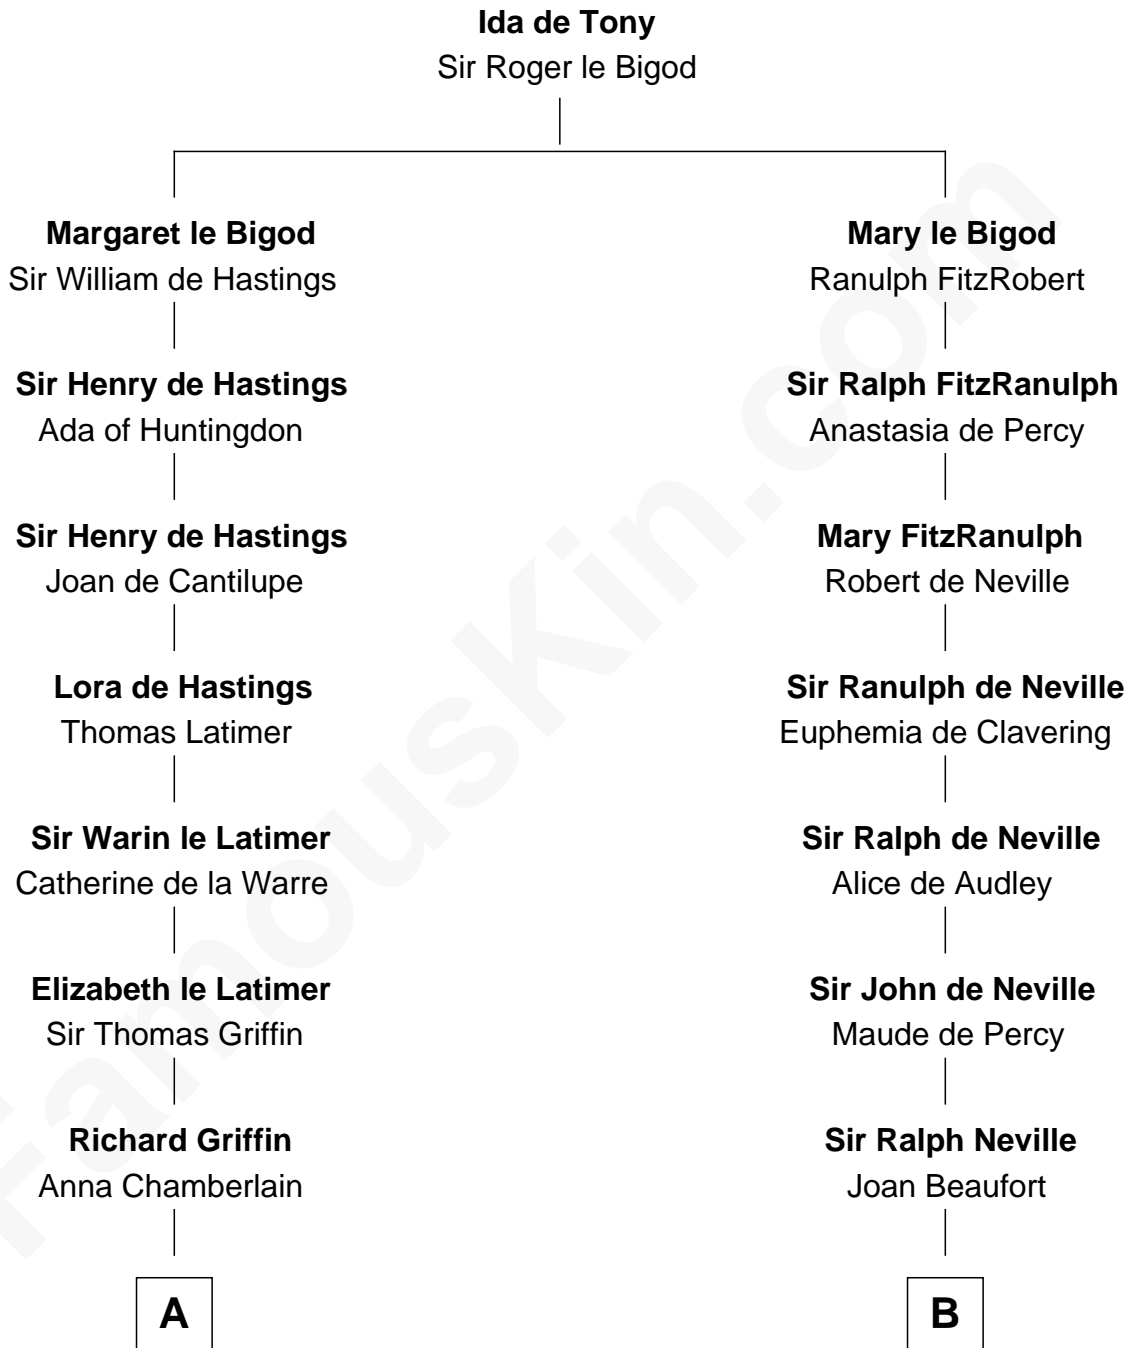 Ida de Tony
Sir Roger le Bigod
Margaret le Bigod
Sir William de Hastings
Mary le Bigod
Ranulph FitzRobert
Sir Henry de Hastings
Ada of Huntingdon
Sir Ralph FitzRanulph
Anastasia de Percy
Sir Henry de Hastings
Joan de Cantilupe
Mary FitzRanulph
Robert de Neville
Lora de Hastings
Thomas Latimer
Sir Ranulph de Neville
Euphemia de Clavering
Sir Warin le Latimer
Catherine de la Warre
Sir Ralph de Neville
Alice de Audley
Elizabeth le Latimer
Sir Thomas Griffin
Sir John de Neville
Maude de Percy
Richard Griffin
Anna Chamberlain
Sir Ralph Neville
Joan Beaufort
A
B
FamousKin.com